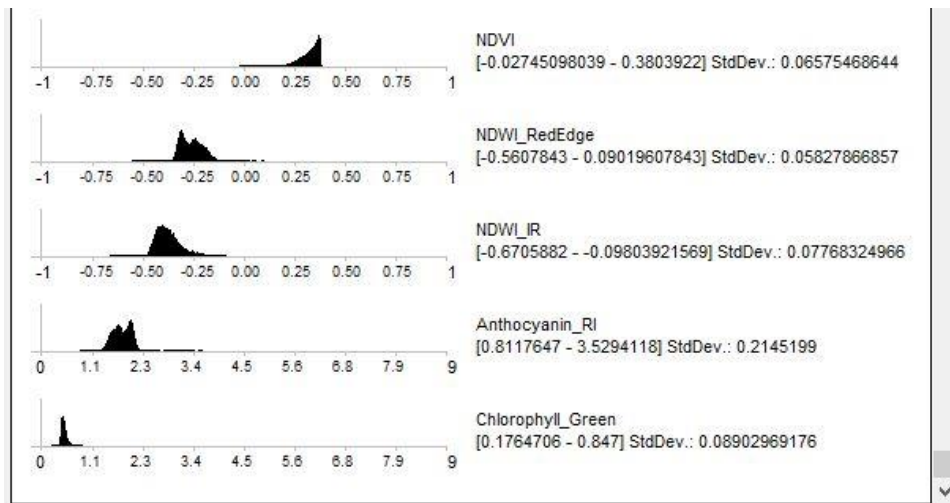 NDVI
[-0.02745098039 - 0.3803922] StdDev.: 0.06575468644
-1 -0.75 -0.50 -0.25 0.00 0.25 0.50 0.75 1
NDWI_RedEdge
[-0.5607843 - 0.09019607843] StdDev.: 0.05827866857
-1 -0.75 -0.50 -0.25 0.00 0.25 0.50 0.75 1
NDWI_IR
[-0.6705882 - -0.09803921569] StdDev.: 0.07768324966
-1 -0.75 -0.50 -0.25 0.00 0.25 0.50 0.75 1
Anthocyanin_RI
[0.8117647 - 3.5294118] StdDev.: 0.2145199
0 1.1 2.3 3.4 4.5 5.6 6.8 7.9 9
Chlorophyll_Green
[0.1764706 - 0.847] StdDev.: 0.08902969176
0 1.1 2.3 3.4 4.5 5.6 6.8 7.9 9